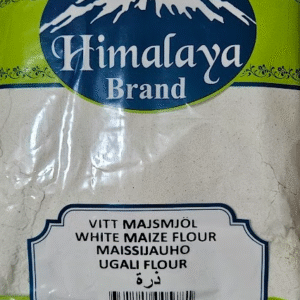 Himalaya
Brand
VITT MAJSMJÖL
WHITE MAIZE FLOUR
MAISSIJAUHO
UGALI FLOUR
ذرة